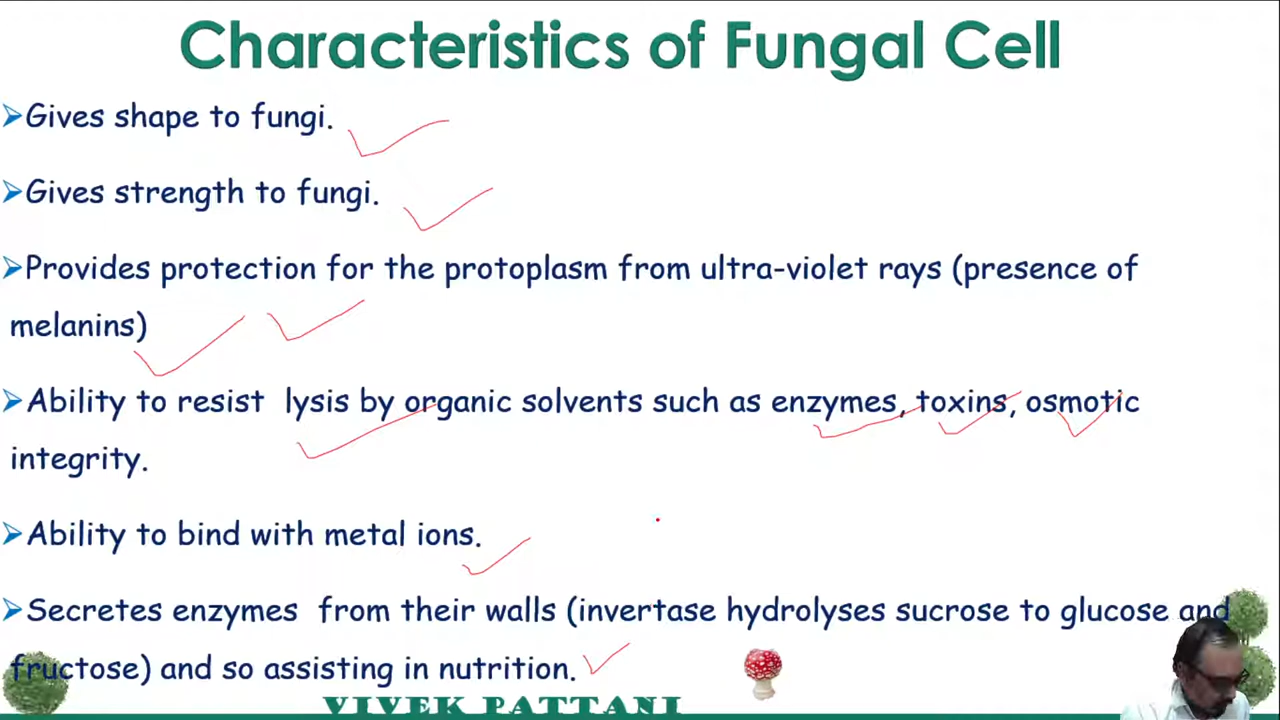 Characteristics of Fungal Cell
Gives shape to fungi.
Gives strength to fungi.
Provides protection for the protoplasm from ultra-violet rays (presence of
melanins)
Ability to resist lysis by organic solvents such as enzymes, toxins, osmotic
integrity.
Ability to bind with metal ions.
Secretes enzymes from their walls (invertase hydrolyses sucrose to glucose and
fructose) and so assisting in nutrition.
VIVEK PATTANI